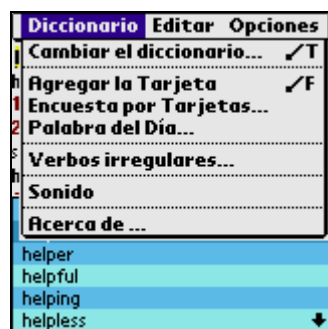 Diccionario Editar Opciones
Cambiar el diccionario... ✓T
Agregar la Tarjeta ✓F
Encuesta por Tarjetas...
Palabra del Día...
Verbos irregulares...
Sonido
Acerca de ...
helper
helpful
helping
helpless